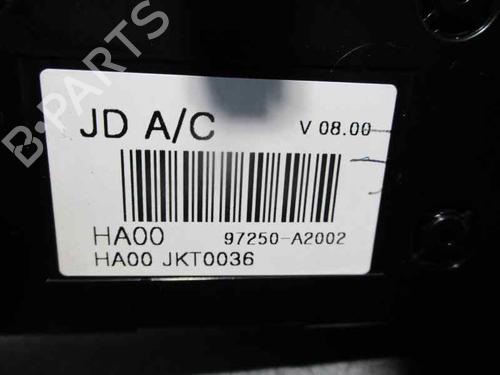 B-PARTS
JD A/C V 08.00
HA00 97250-A2002
HA00 JKT0036